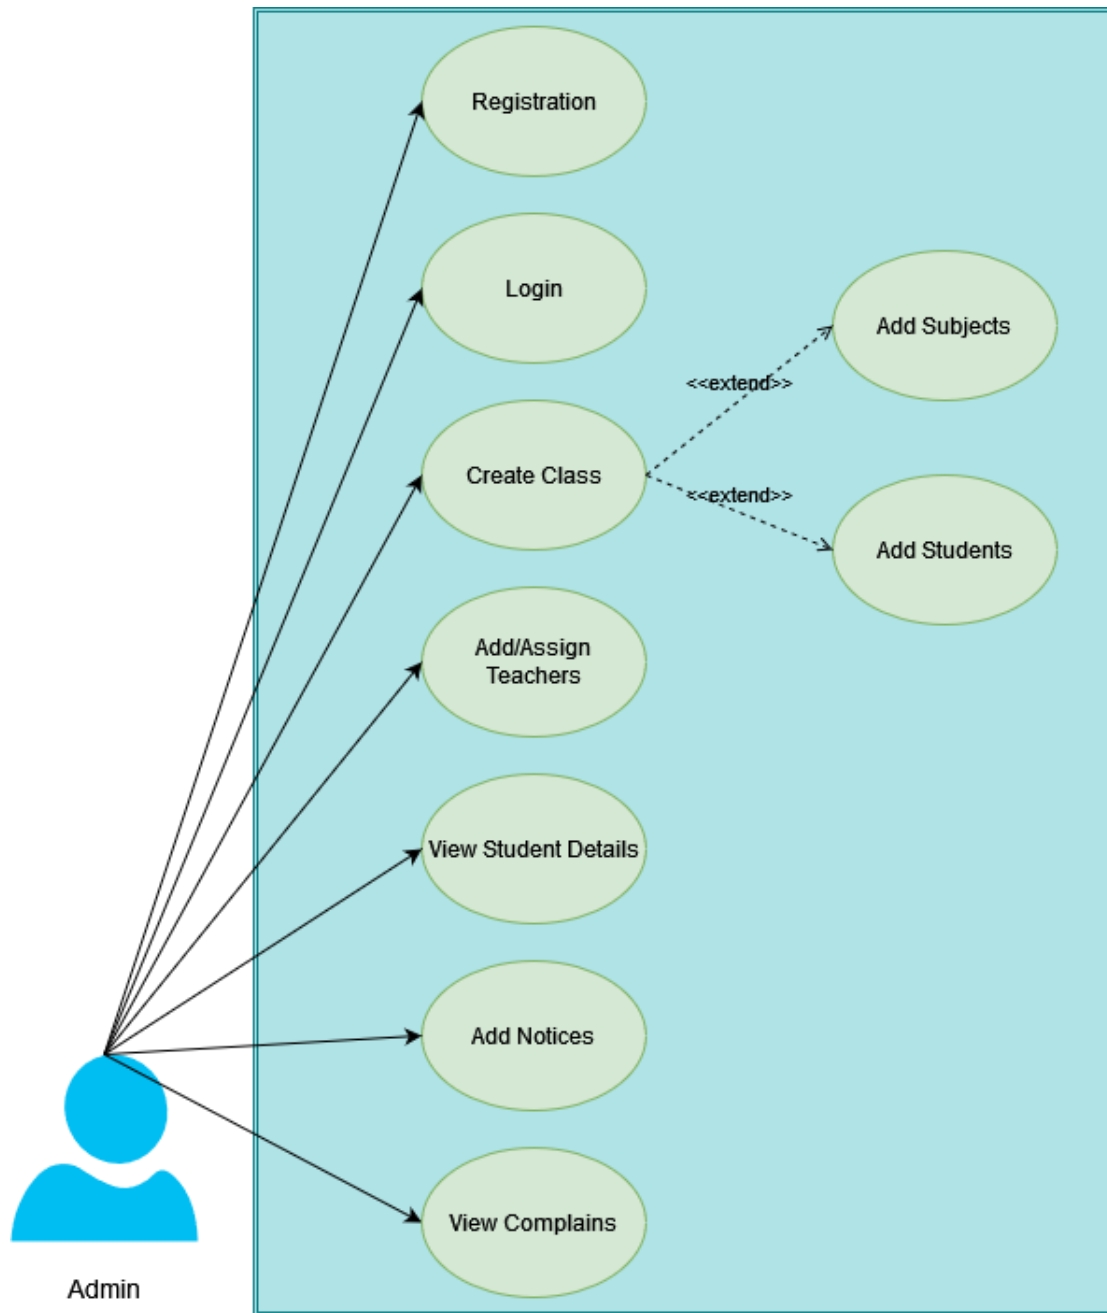 Registration
Login
Add Subjects
<<extend>>
Create Class
<<extend>>
Add Students
Add/Assign
Teachers
View Student Details
Add Notices
View Complains
Admin